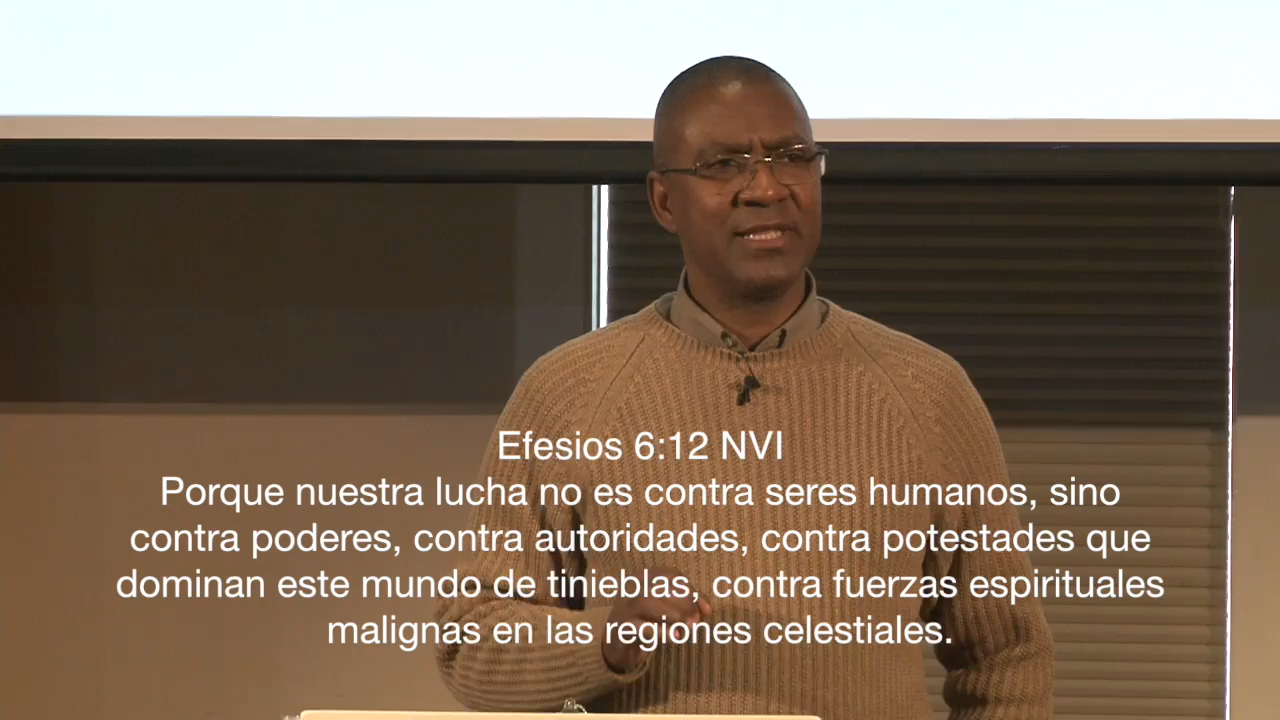 Efesios 6:12 NVI
Porque nuestra lucha no es contra seres humanos, sino
contra poderes, contra autoridades, contra potestades que
dominan este mundo de tinieblas, contra fuerzas espirituales
malignas en las regiones celestiales.